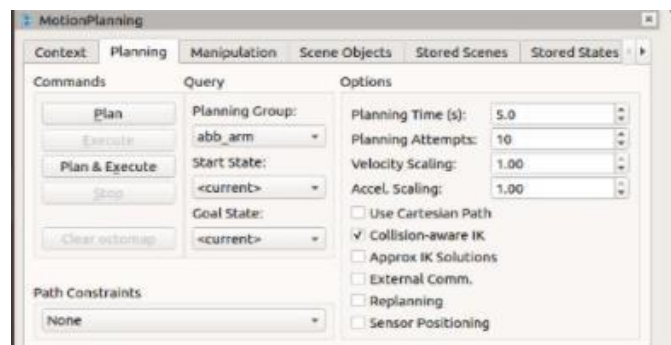 MotionPlanning
Context Planning Manipulation Scene Objects Stored Scenes Stored States
Commands
Plan
Execute
Plan & Execute
Stop
Clear octomap
Query
Planning Group:
abb_arm
Start State:
<current>
Goal State:
<current>
Options
Planning Time (s): 5.0
Planning Attempts: 10
Velocity Scaling: 1.00
Accel. Scaling: 1.00
Use Cartesian Path
Collision-aware IK
Approx IK Solutions
External Comm.
Replanning
Sensor Positioning
Path Constraints
None